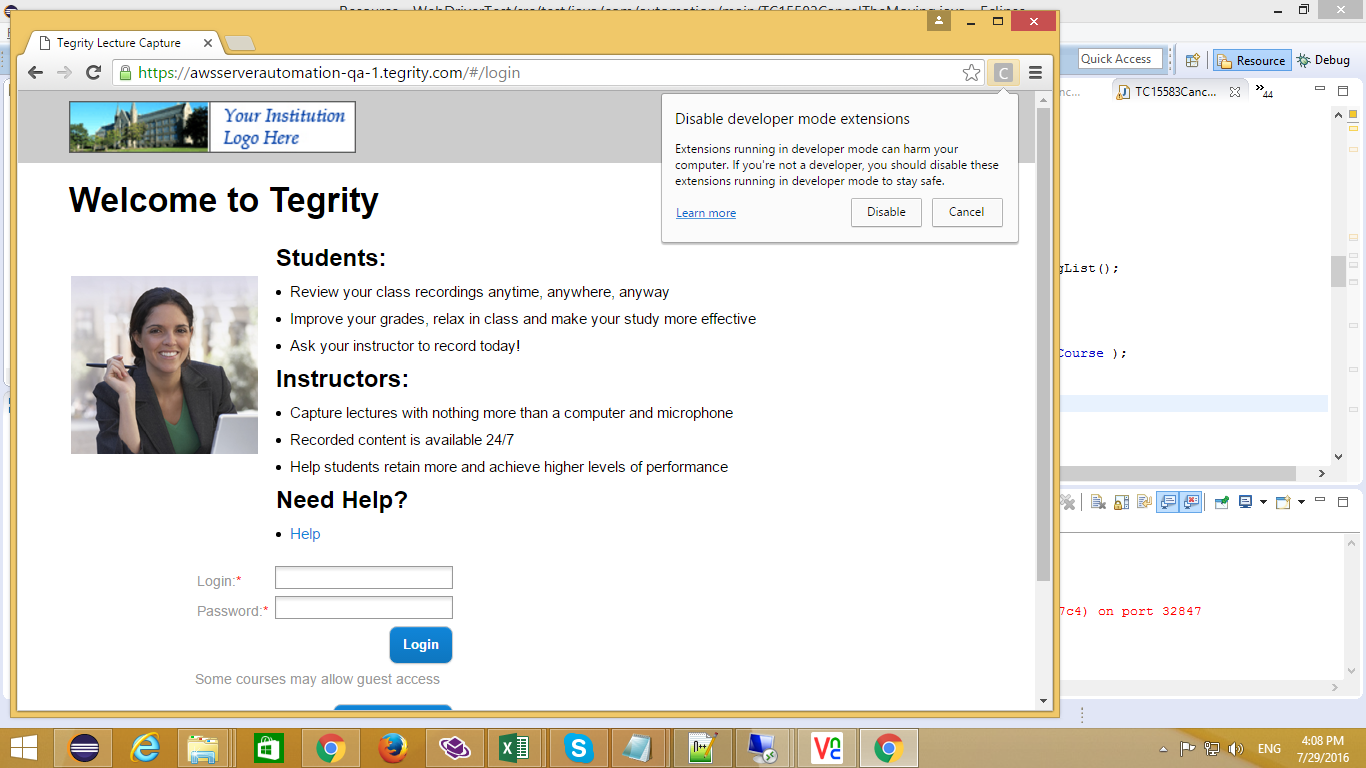 Tegrity Lecture Capture
https://awsserverautomation-qa-1.tegrity.com/#/login
Quick Access
Resource
Debug
TC15583Canc...
44
Your Institution
Logo Here
Disable developer mode extensions
Extensions running in developer mode can harm your
computer. If you're not a developer, you should disable these
extensions running in developer mode to stay safe.
Learn more
Disable
Cancel
Welcome to Tegrity
Students:
Review your class recordings anytime, anywhere, anyway
Improve your grades, relax in class and make your study more effective
Ask your instructor to record today!
Instructors:
Capture lectures with nothing more than a computer and microphone
Recorded content is available 24/7
Help students retain more and achieve higher levels of performance
Need Help?
Help
Login:*
Password:*
Login
Some courses may allow guest access
gList();
Course );
7c4) on port 32847
ENG
4:08 PM
7/29/2016